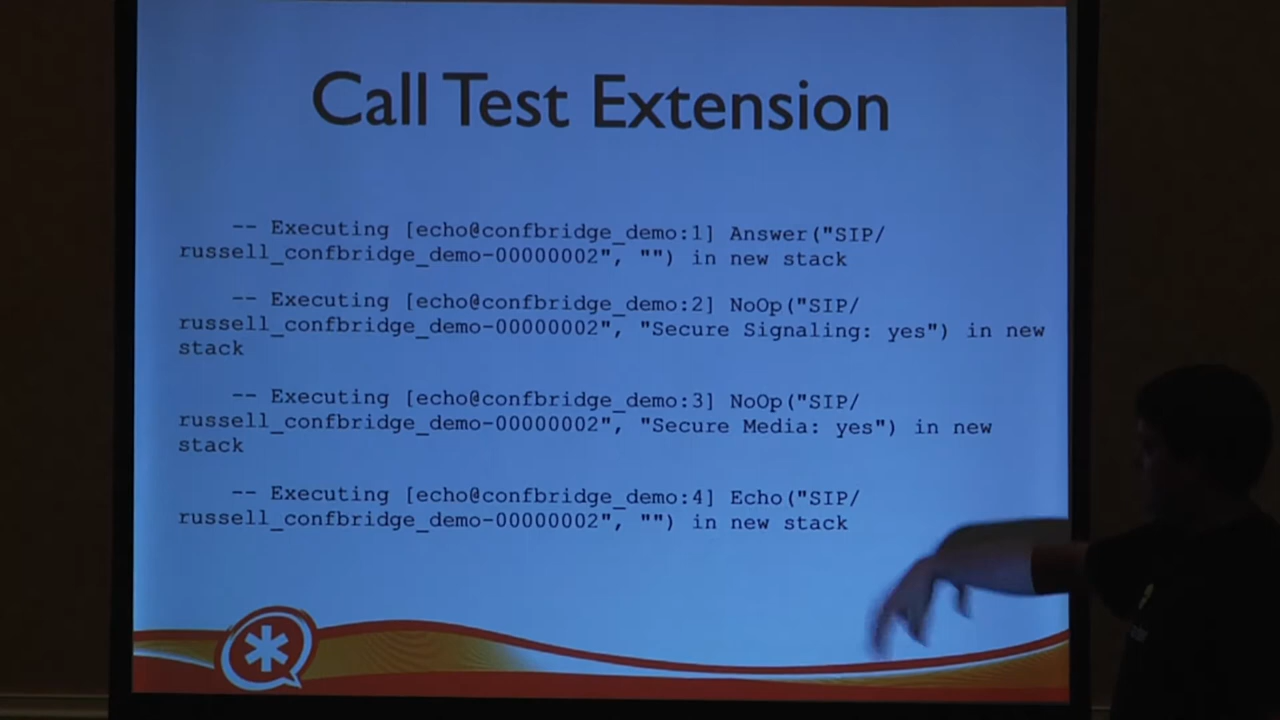 Call Test Extension
-- Executing [echo@confbridge_demo:1] Answer("SIP/
russell_confbridge_demo-00000002", "") in new stack
-- Executing [echo@confbridge_demo:2] NoOp("SIP/
russell_confbridge_demo-00000002", "Secure Signaling: yes") in new
stack
-- Executing [echo@confbridge_demo:3] NoOp("SIP/
russell_confbridge_demo-00000002", "Secure Media: yes") in new
stack
-- Executing [echo@confbridge_demo:4] Echo("SIP/
russell_confbridge_demo-00000002", "") in new stack